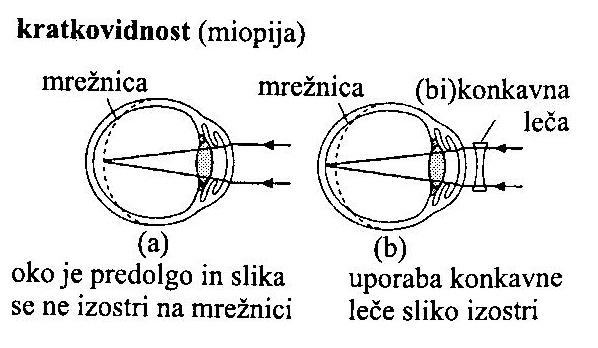 kratkovidnost (miopija)
mrežnica
mrežnica
(bi)konkavna
leča
(a)
oko je predolgo in slika
se ne izostri na mrežnici
(b)
uporaba konkavne
leče sliko izostri